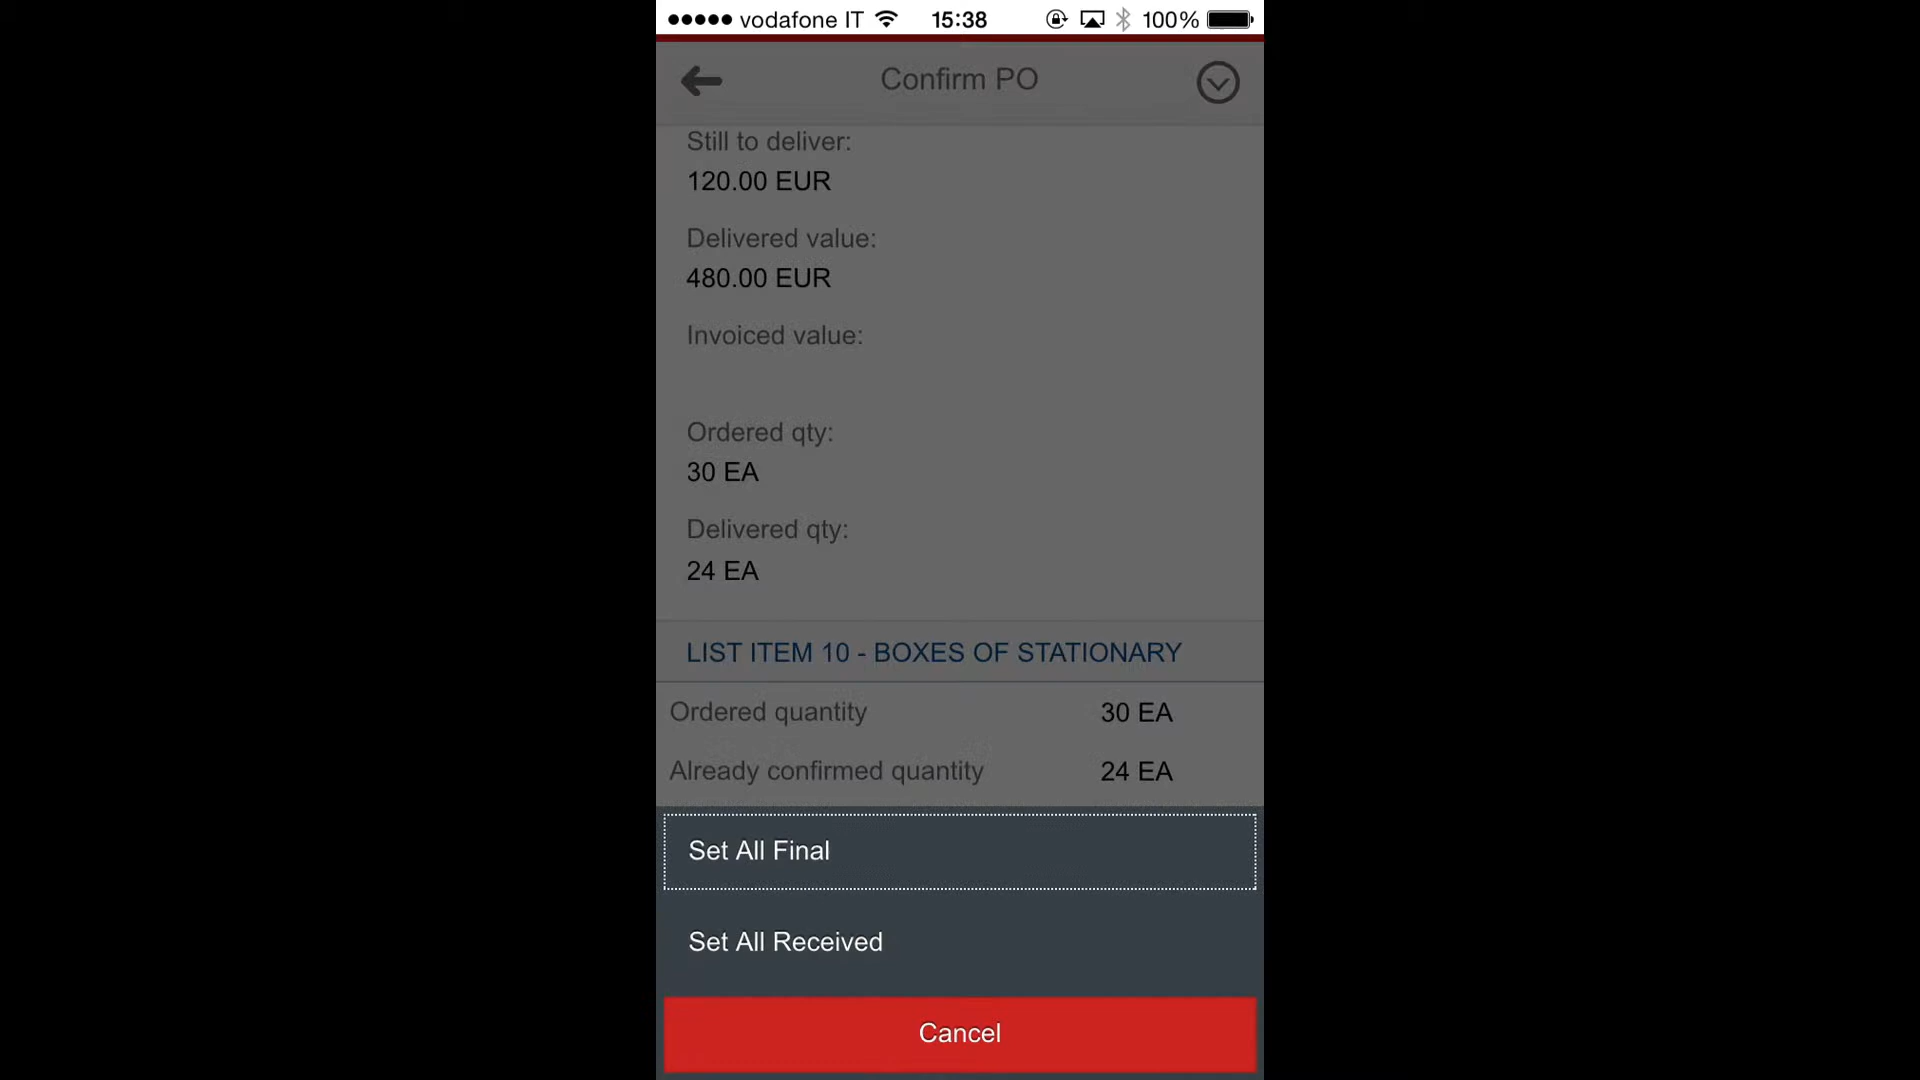 vodafone IT 15:38 100%
Confirm PO
Still to deliver:
120.00 EUR
Delivered value:
480.00 EUR
Invoiced value:
Ordered qty:
30 EA
Delivered qty:
24 EA
LIST ITEM 10 - BOXES OF STATIONARY
Ordered quantity 30 EA
Already confirmed quantity 24 EA
Set All Final
Set All Received
Cancel